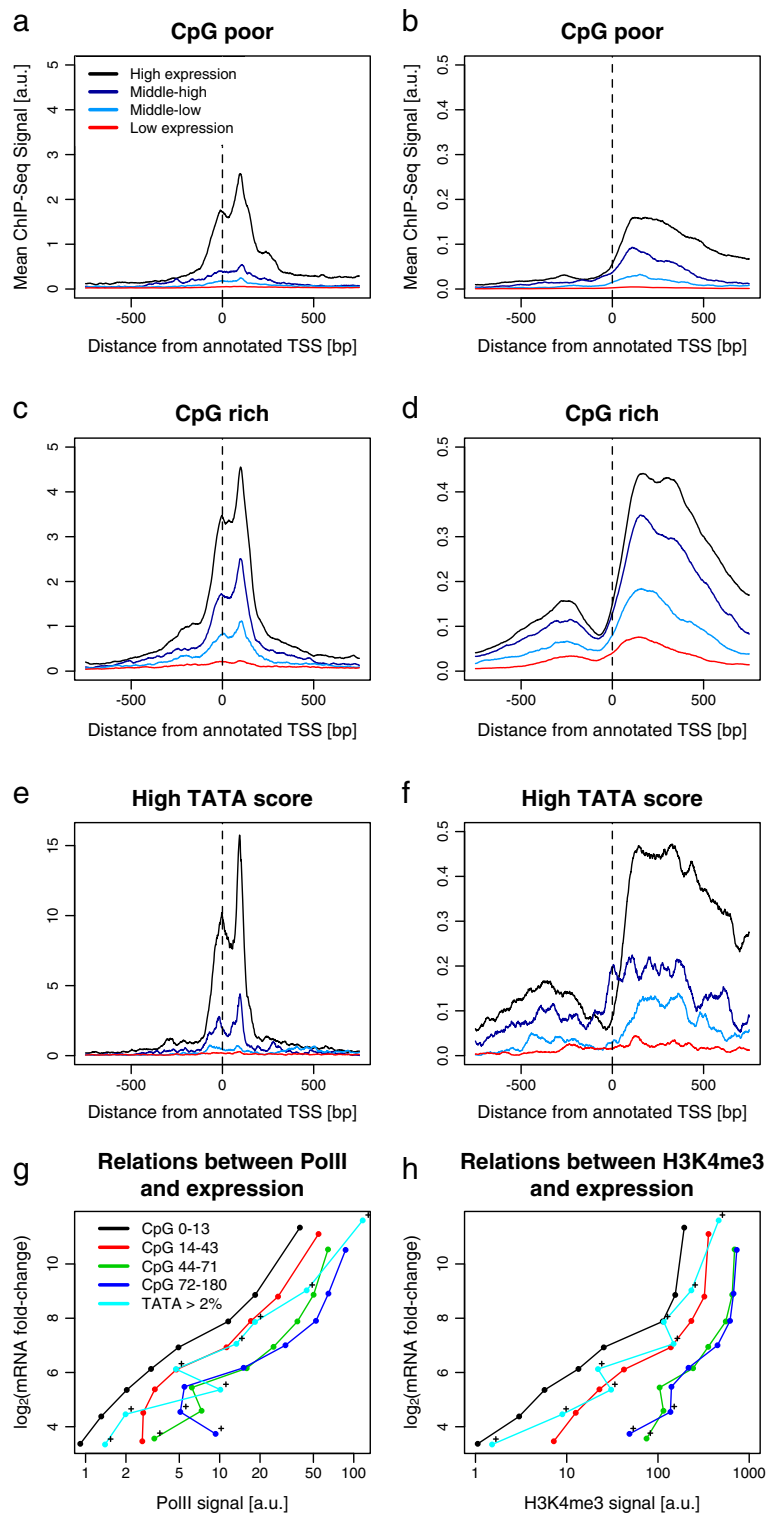 a
CpG poor
Mean ChIP-Seq Signal [a.u.]
5
4
3
2
1
0
High expression
Middle-high
Middle-low
Low expression
-500
0
500
Distance from annotated TSS [bp]
b
CpG poor
Mean ChIP-Seq Signal [a.u.]
0.5
0.4
0.3
0.2
0.1
0.0
-500
0
500
Distance from annotated TSS [bp]
c
CpG rich
5
4
3
2
1
0
-500
0
500
Distance from annotated TSS [bp]
d
CpG rich
0.5
0.4
0.3
0.2
0.1
0.0
-500
0
500
Distance from annotated TSS [bp]
e
High TATA score
15
10
5
0
-500
0
500
Distance from annotated TSS [bp]
f
High TATA score
0.5
0.4
0.3
0.2
0.1
0.0
-500
0
500
Distance from annotated TSS [bp]
g
Relations between PolII
and expression
log2(mRNA fold-change)
10
8
6
4
CpG 0-13
CpG 14-43
CpG 44-71
CpG 72-180
TATA > 2%
1
2
5
10
20
50
100
PolII signal [a.u.]
h
Relations between H3K4me3
and expression
log2(mRNA fold-change)
10
8
6
4
1
10
100
1000
H3K4me3 signal [a.u.]